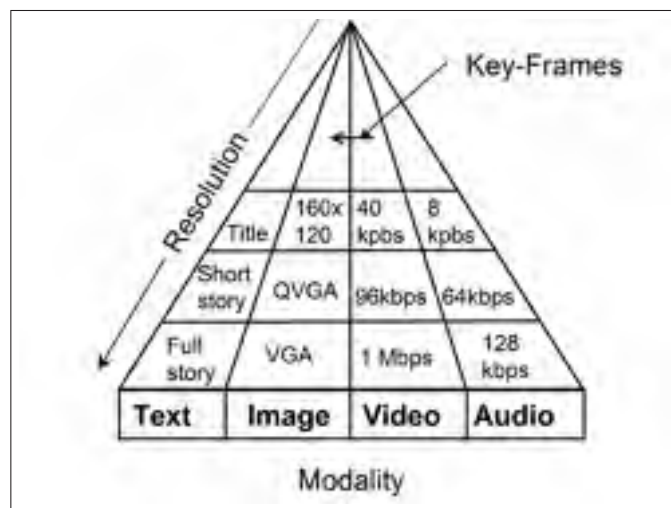 Key-Frames
Resolution
Title
160x
120
40
kpbs
8
kpbs
Short
story
QVGA
96kbps
64kbps
Full
story
VGA
1 Mbps
128
kbps
Text
Image
Video
Audio
Modality